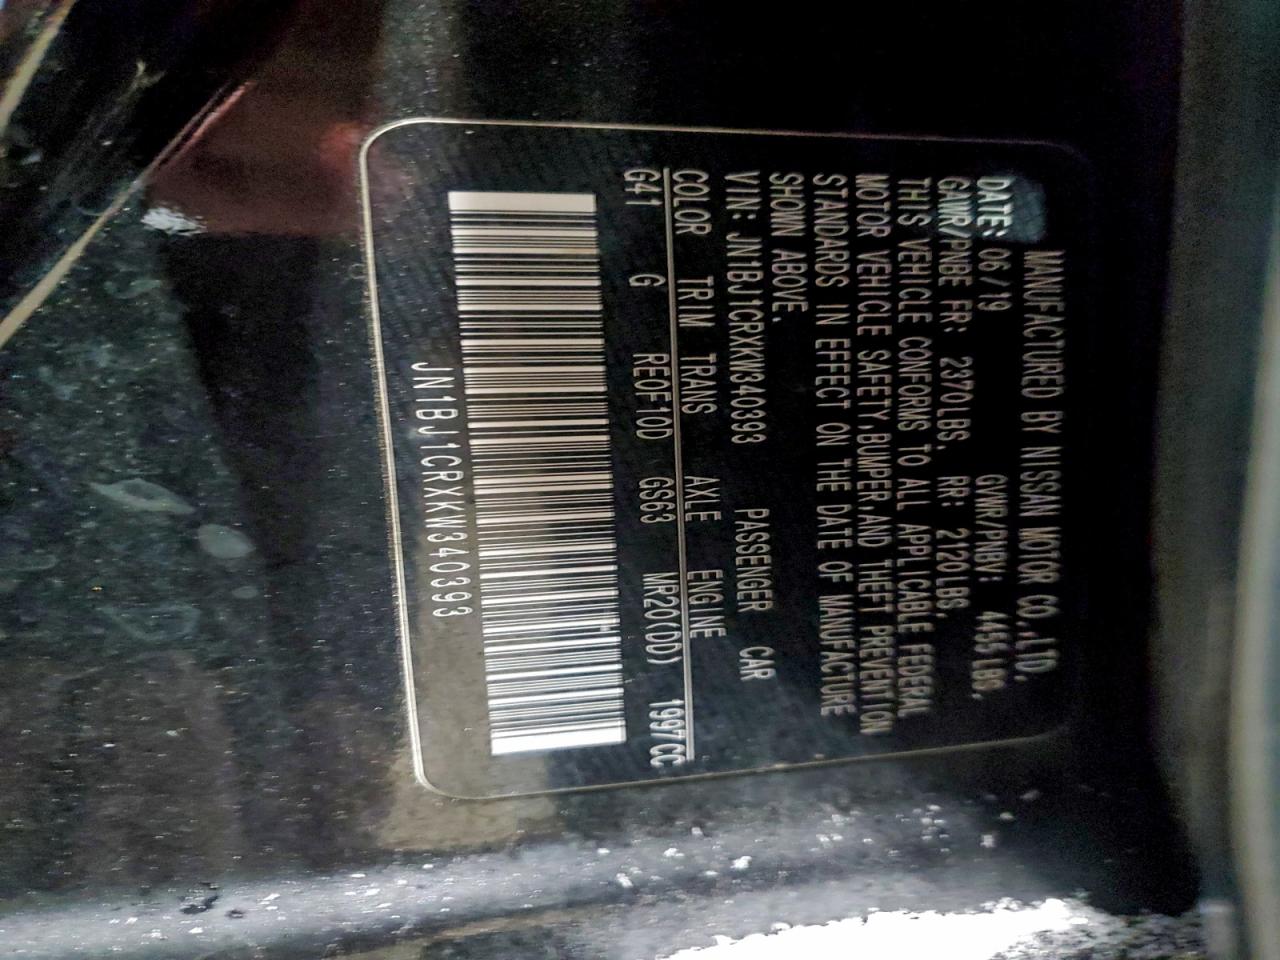 MANUFACTURED BY NISSAN MOTOR CO.,LTD.
DATE: 06/19 GVWR/PNBV: 4455 LBS.
GAWR/PNBE FR: 2370LBS. RR: 2120LBS.
THIS VEHICLE CONFORMS TO ALL APPLICABLE FEDERAL
MOTOR VEHICLE SAFETY,BUMPER,AND THEFT PREVENTION
STANDARDS IN EFFECT ON THE DATE OF MANUFACTURE
SHOWN ABOVE.
VIN: JN1BJ1CRXKW340393 PASSENGER CAR
COLOR TRIM TRANS AXLE ENGINE
G41 G RE0F10D GS63 MR20(DD) 1997CC
JN1BJ1CRXKW340393